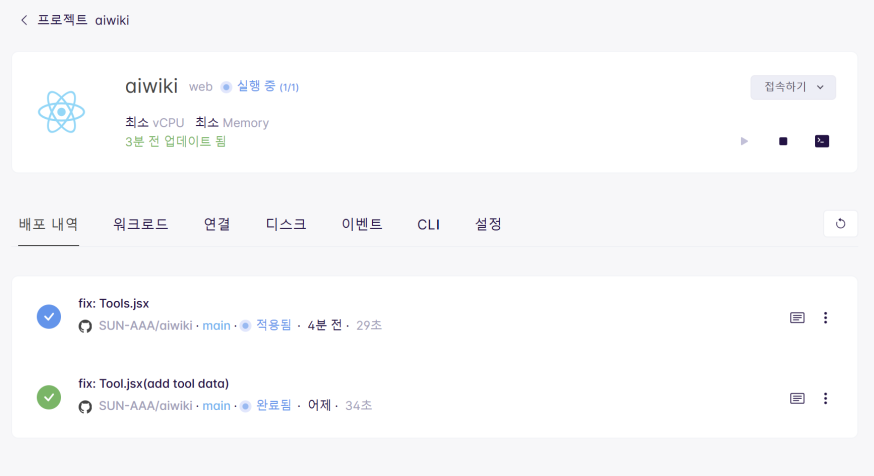 프로젝트 aiwiki
aiwiki web 실행 중 (1/1)
접속하기
최소 vCPU 최소 Memory
3분 전 업데이트 됨
배포 내역 워크로드 연결 디스크 이벤트 CLI 설정
fix: Tools.jsx
SUN-AAA/aiwiki · main · 적용됨 · 4분 전 · 29초
fix: Tool.jsx(add tool data)
SUN-AAA/aiwiki · main · 완료됨 · 어제 · 34초